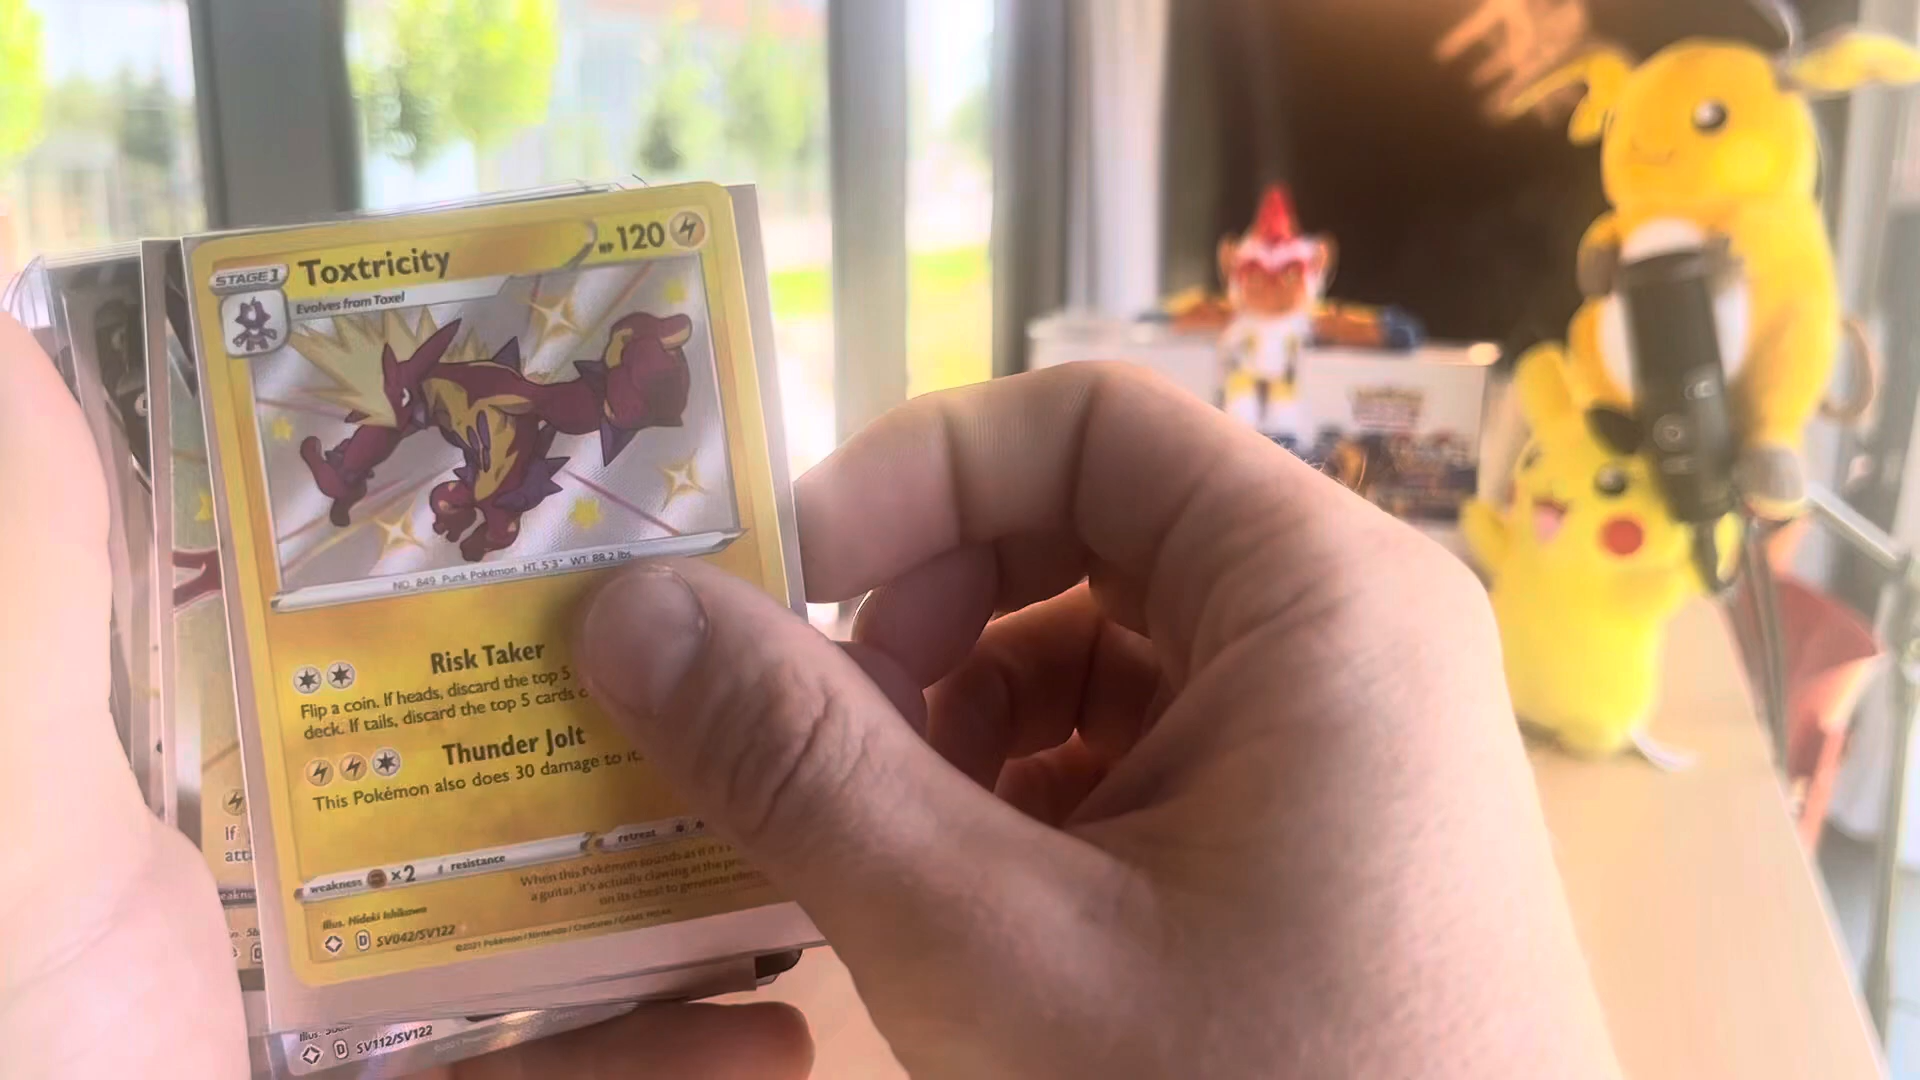 STAGE 1
Toxtricity
HP 120
Evolves from Toxel
NO. 849 Punk Pokémon HT. 5'3" WT. 88.2 lbs.
Risk Taker
Flip a coin. If heads, discard the top 5
deck. If tails, discard the top 5 cards
Thunder Jolt
This Pokémon also does 30 damage to it.
weakness ×2 resistance retreat
When this Pokémon sounds as if it's
a guitar, it's actually clawing at the
on its chest to generate
Illus. Hideki Ishikawa
D SV042/SV122
©2021 Pokémon / Nintendo / Creatures / GAME FREAK
If
Illus.
D SV112/SV122